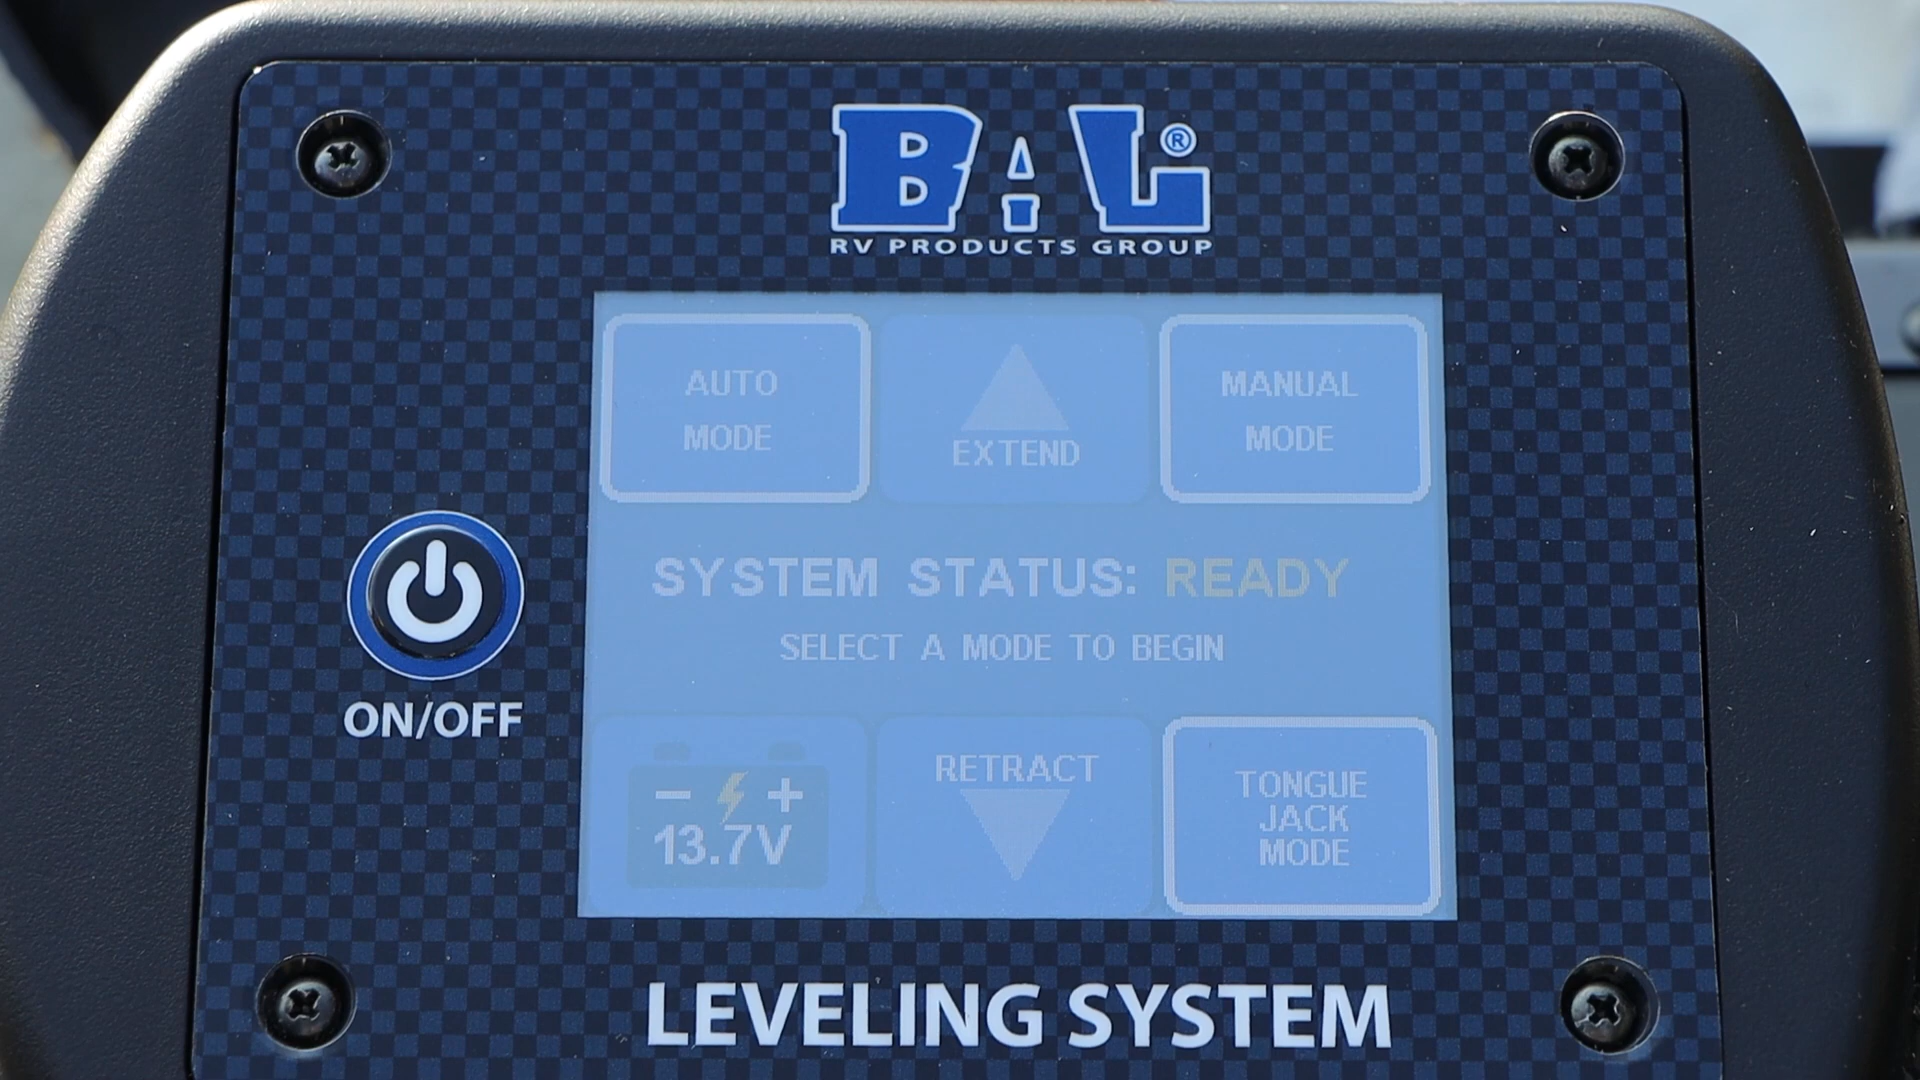 BAL®
RV PRODUCTS GROUP
AUTO
MODE
EXTEND
MANUAL
MODE
SYSTEM STATUS: READY
SELECT A MODE TO BEGIN
ON/OFF
- +
13.7V
RETRACT
TONGUE
JACK
MODE
LEVELING SYSTEM